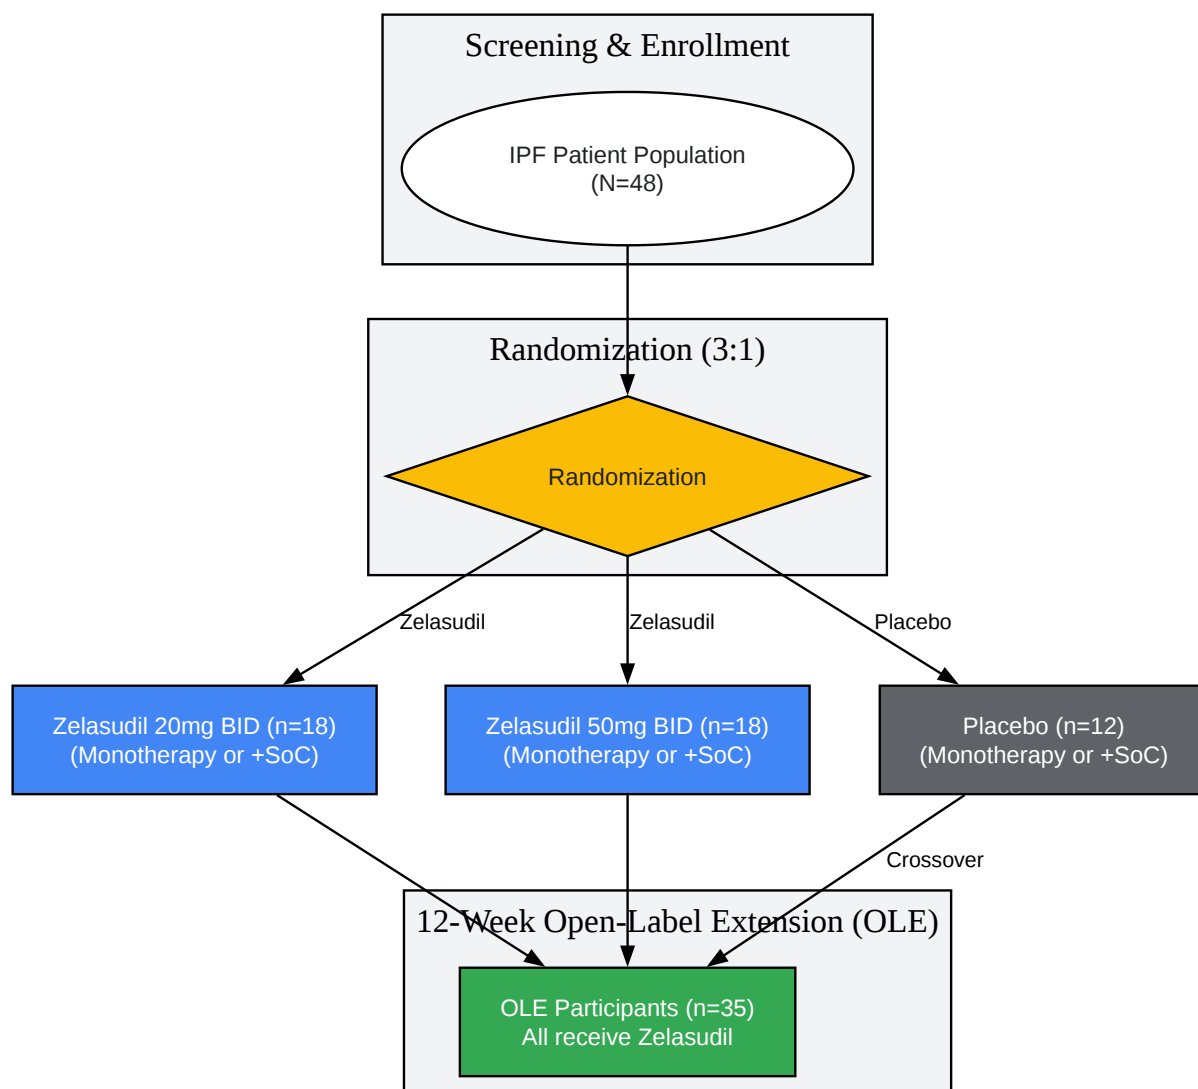 Screening & Enrollment
IPF Patient Population
(N=48)
Randomization (3:1)
Randomization
Zelasudil
Zelasudil
Placebo
Zelasudil 20mg BID (n=18)
(Monotherapy or +SoC)
Zelasudil 50mg BID (n=18)
(Monotherapy or +SoC)
Placebo (n=12)
(Monotherapy or +SoC)
Crossover
12-Week Open-Label Extension (OLE)
OLE Participants (n=35)
All receive Zelasudil